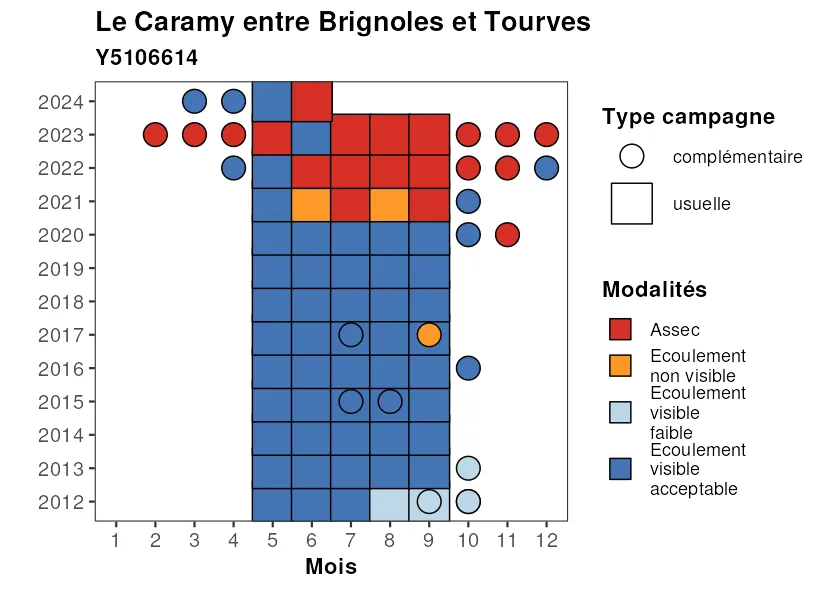 Le Caramy entre Brignoles et Tourves
Y5106614
2024
2023
2022
2021
2020
2019
2018
2017
2016
2015
2014
2013
2012
1 2 3 4 5 6 7 8 9 10 11 12
Mois
Type campagne
complémentaire
usuelle
Modalités
Assec
Ecoulement
non visible
Ecoulement
visible
faible
Ecoulement
visible
acceptable